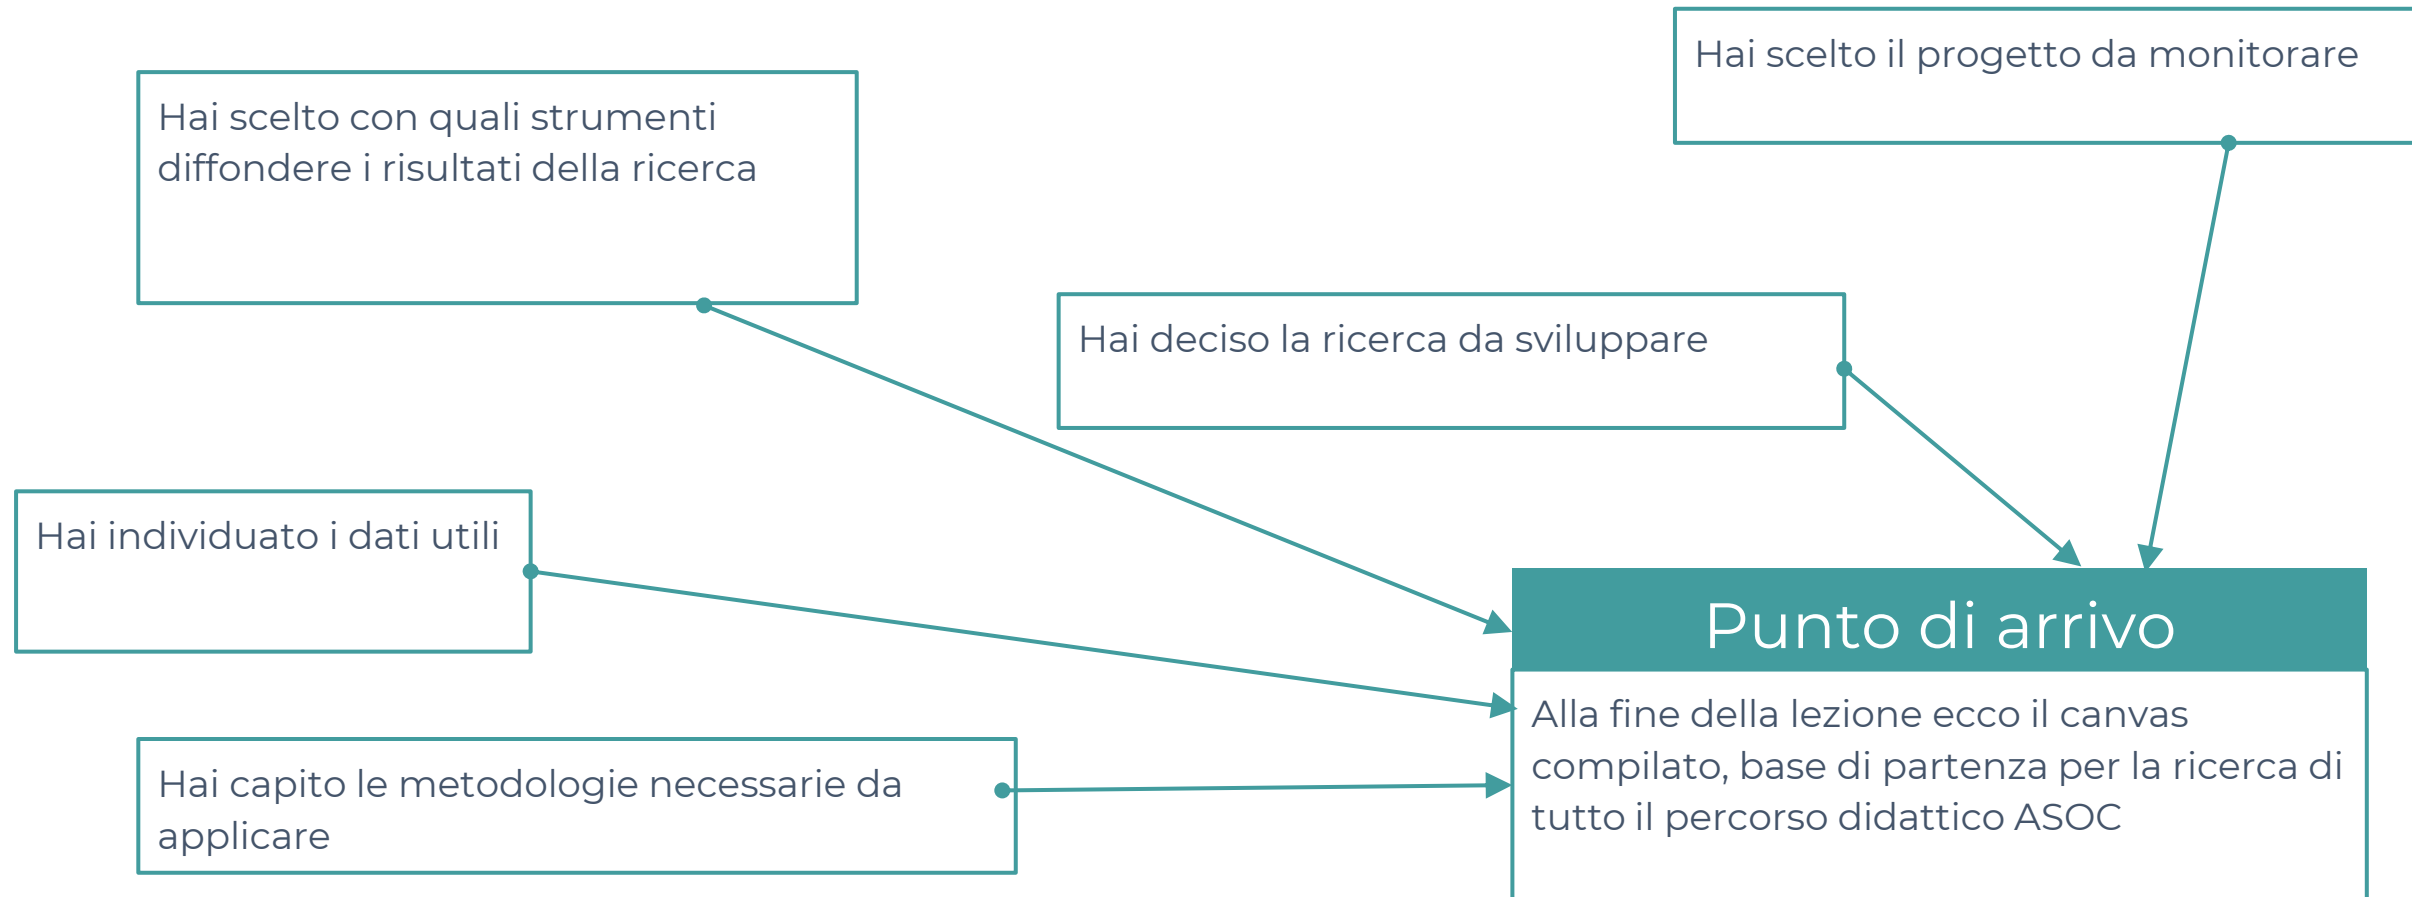 Hai scelto il progetto da monitorare
Hai scelto con quali strumenti
diffondere i risultati della ricerca
Hai deciso la ricerca da sviluppare
Hai individuato i dati utili
Punto di arrivo
Alla fine della lezione ecco il canvas
compilato, base di partenza per la ricerca di
tutto il percorso didattico ASOC
Hai capito le metodologie necessarie da
applicare